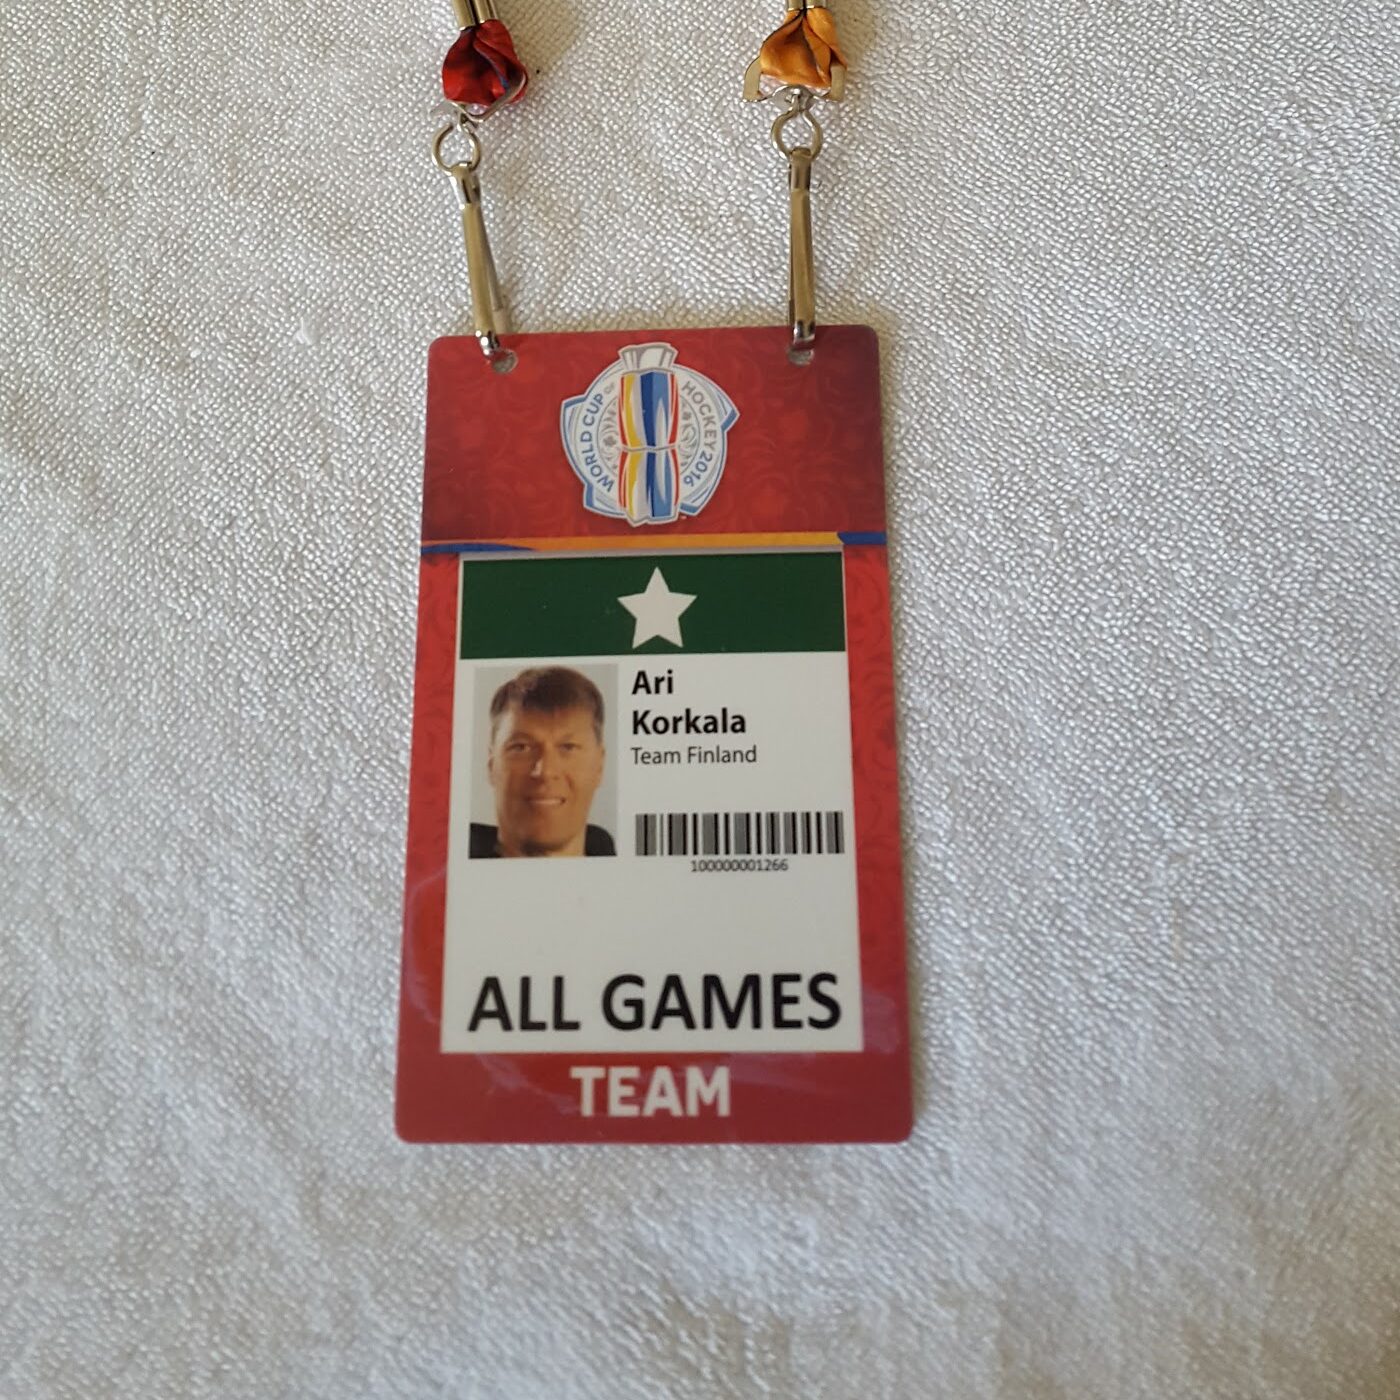 WORLD CUP OF HOCKEY 2016
Ari
Korkala
Team Finland
100000001266
ALL GAMES
TEAM